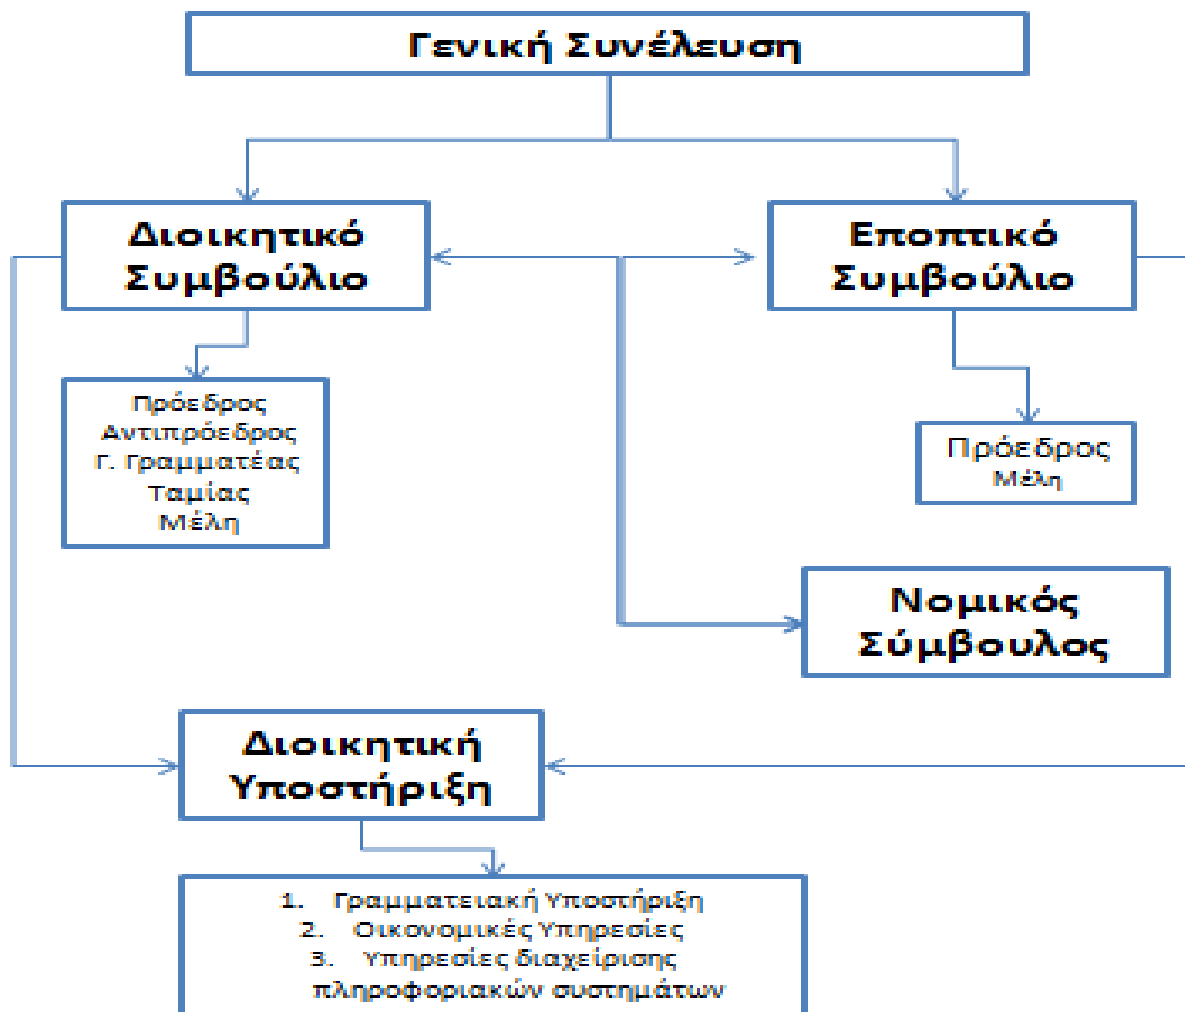 Γενική Συνέλευση
Διοικητικό
Συμβούλιο
Εποπτικό
Συμβούλιο
Πρόεδρος
Αντιπρόεδρος
Γ. Γραμματέας
Ταμίας
Μέλη
Πρόεδρος
Μέλη
Νομικός
Σύμβουλος
Διοικητική
Υποστήριξη
1. Γραμματειακή Υποστήριξη
2. Οικονομικές Υπηρεσίες
3. Υπηρεσίες διαχείρισης
πληροφοριακών συστημάτων